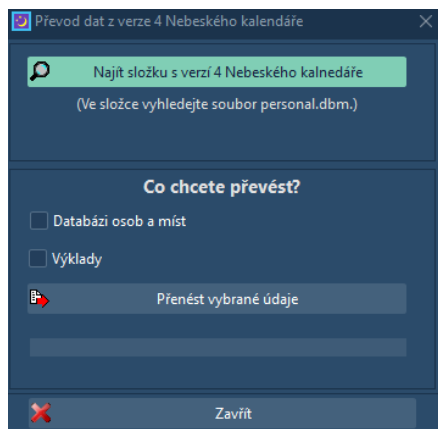 Převod dat z verze 4 Nebeského kalendáře
Najít složku s verzí 4 Nebeského kalnedáře
(Ve složce vyhledejte soubor personal.dbm.)
Co chcete převést?
Databázi osob a míst
Výklady
Přenést vybrané údaje
Zavřít